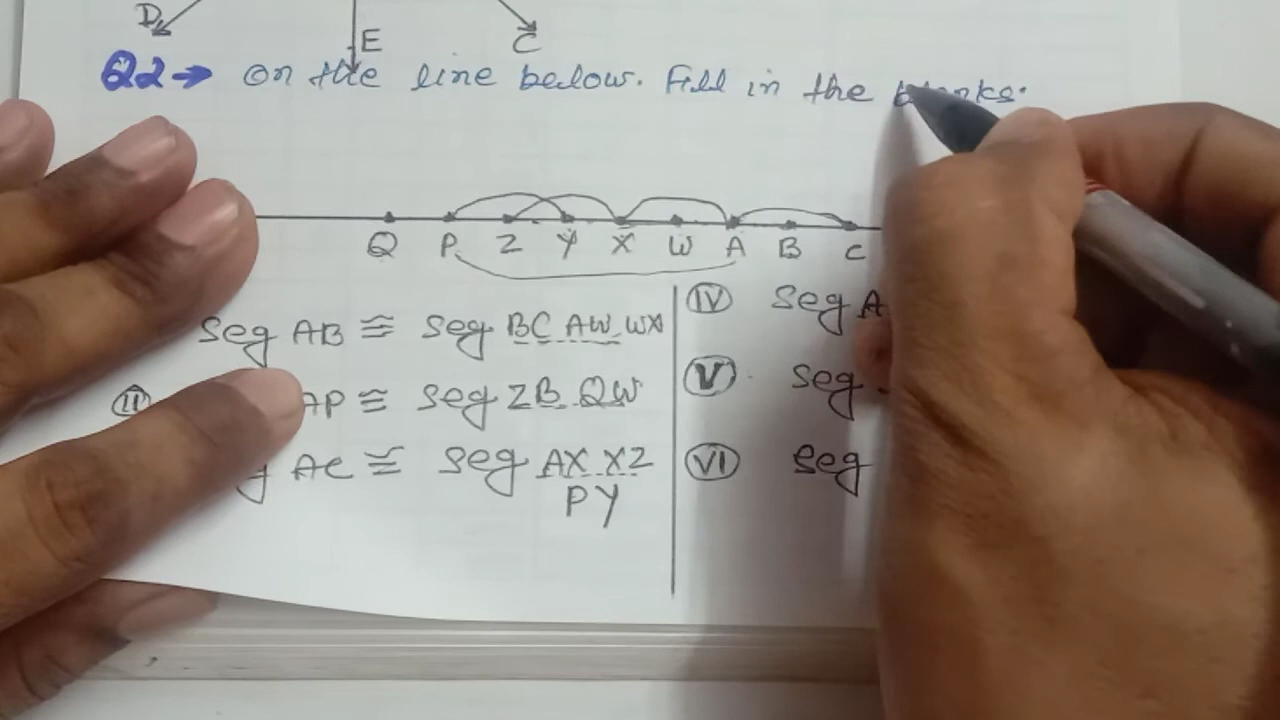 D
E
C
Q2→ On the line below. Fill in the blanks.
Q P Z Y X W A B C
seg AB ≅ seg BC AW WX
(II) AP ≅ seg ZB QW
AC ≅ seg AX XZ
PY
(IV) seg A
(V) seg
(VI) seg